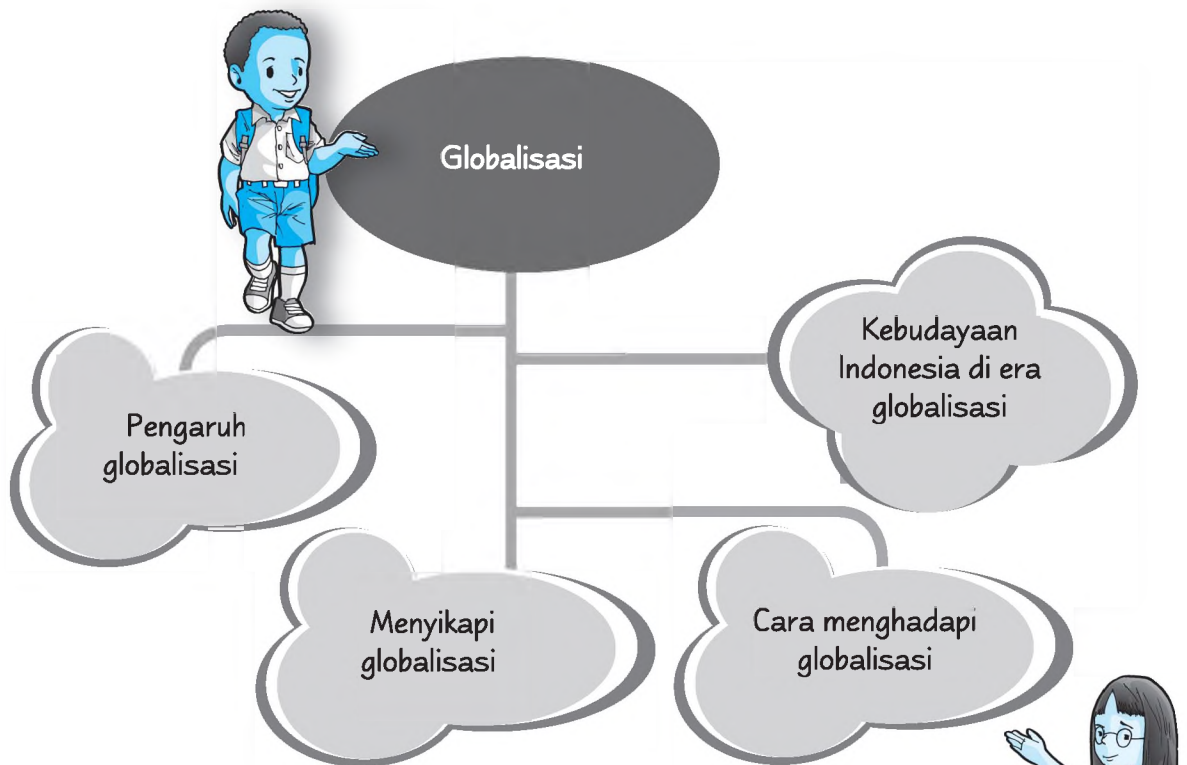 Globalisasi
Kebudayaan
Indonesia di era
globalisasi
Pengaruh
globalisasi
Menyikapi
globalisasi
Cara menghadapi
globalisasi